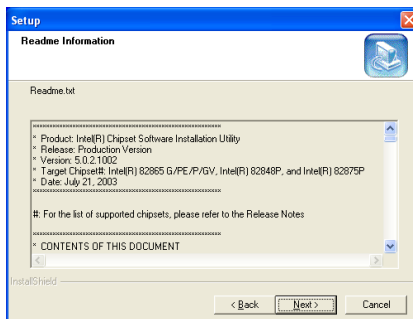 Setup
Readme Information
Readme.txt
************************************************************
* Product: Intel(R) Chipset Software Installation Utility
* Release: Production Version
* Version: 5.0.2.1002
* Target Chipset#: Intel(R) 82865 G/PE/P/GV, Intel(R) 82848P, and Intel(R) 82875P
* Date: July 21, 2003
************************************************************
#: For the list of supported chipsets, please refer to the Release Notes
************************************************************
* CONTENTS OF THIS DOCUMENT
InstallShield
< Back
Next >
Cancel